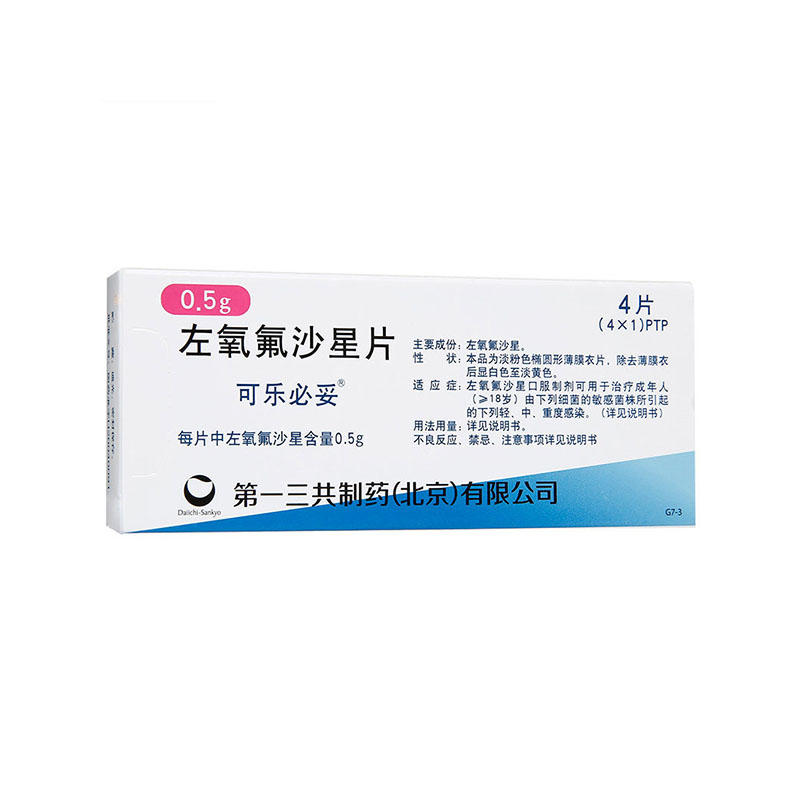 0.5g
4片
(4×1)PTP
左氧氟沙星片
可乐必妥®
每片中左氧氟沙星含量0.5g
主要成份：左氧氟沙星。
性　　状：本品为淡粉色椭圆形薄膜衣片，除去薄膜衣
后显白色至淡黄色。
适 应 症：左氧氟沙星口服制剂可用于治疗成年人
（≥18岁）由下列细菌的敏感菌株所引起
的下列轻、中、重度感染。（详见说明书）
用法用量：详见说明书。
不良反应、禁忌、注意事项详见说明书
Daiichi-Sankyo
第一三共制药(北京)有限公司
G7-3